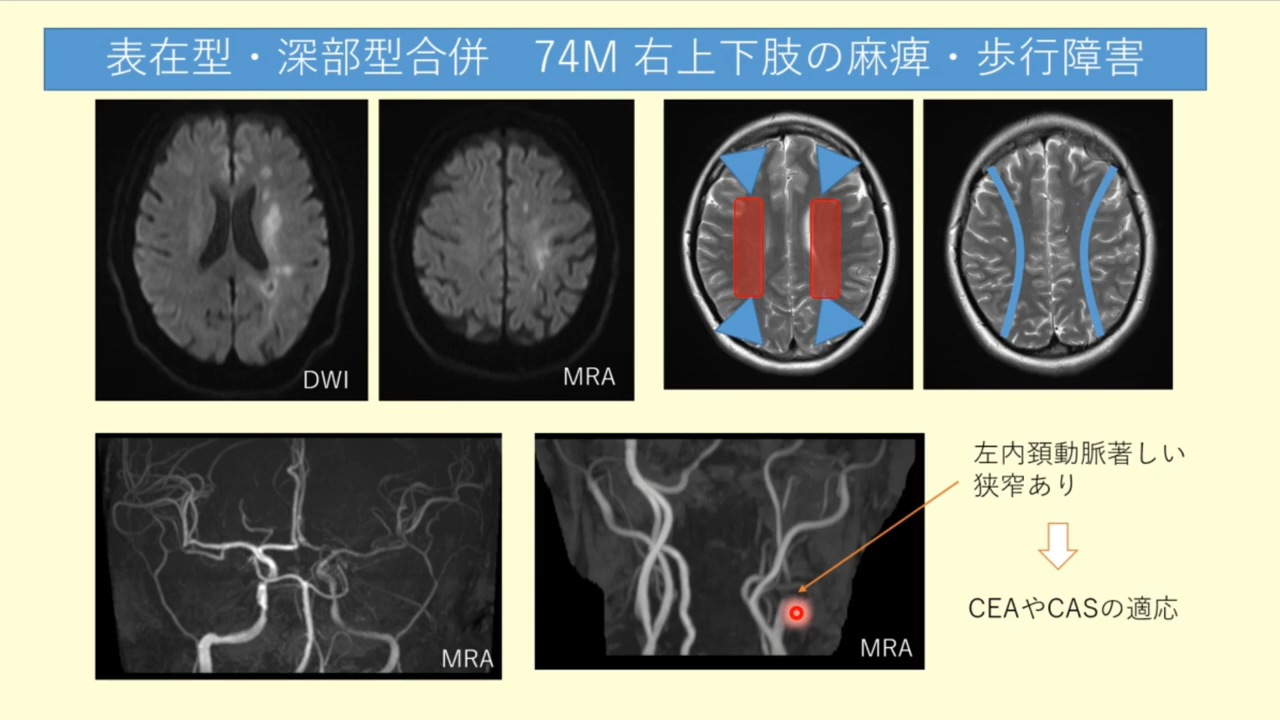 表在型・深部型合併　74M 右上下肢の麻痺・歩行障害
DWI
MRA
MRA
MRA
左内頚動脈著しい
狭窄あり
CEAやCASの適応